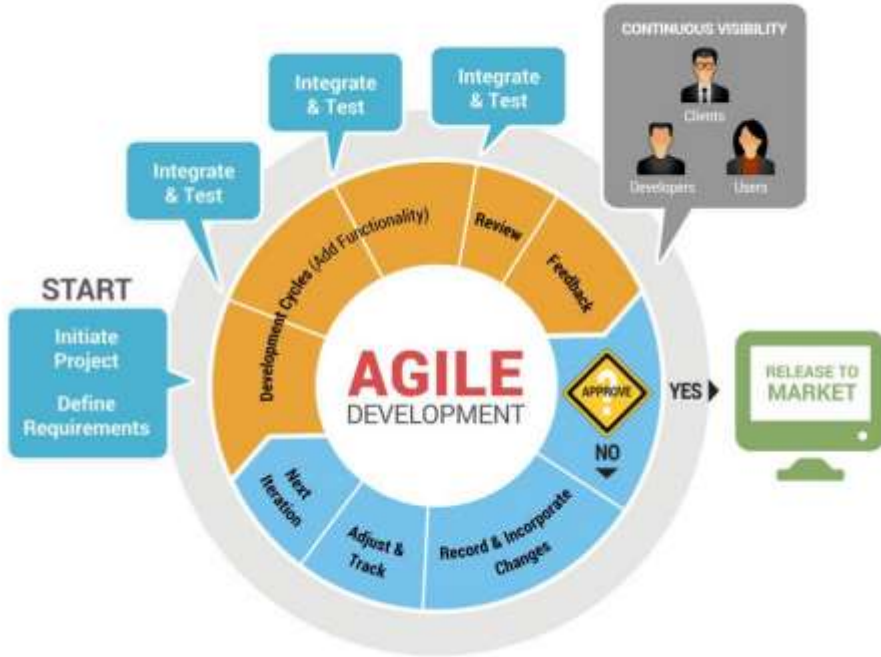 CONTINUOUS VISIBILITY
Clients
Developers
Users
Integrate
& Test
Integrate
& Test
Integrate
& Test
START
Initiate
Project
Define
Requirements
Development Cycles (Add Functionality)
Review
Feedback
AGILE
DEVELOPMENT
?
APPROVE
YES
NO
RELEASE TO
MARKET
Record & Incorporate
Changes
Adjust &
Track
Next
Iteration